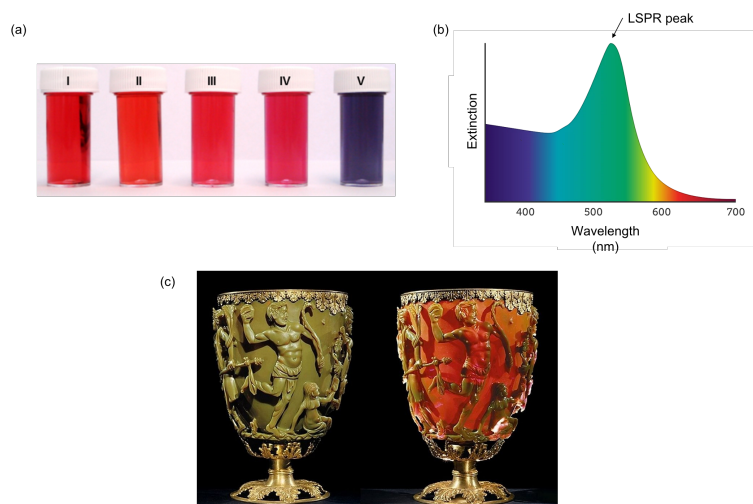 (a)
I II III IV V
(b)
LSPR peak
Extinction
400 500 600 700
Wavelength
(nm)
(c)